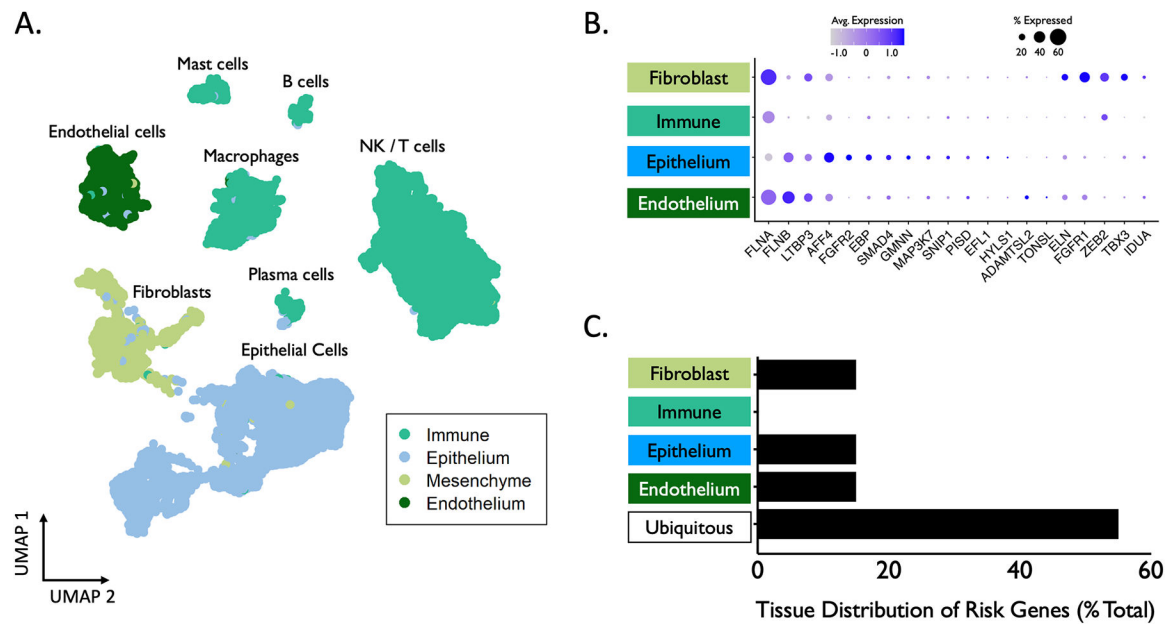 A.
Mast cells
B cells
Endothelial cells
Macrophages
NK / T cells
Plasma cells
Fibroblasts
Epithelial Cells
Immune
Epithelium
Mesenchyme
Endothelium
UMAP 1
UMAP 2
B.
Avg. Expression
-1.0 0 1.0
% Expressed
20 40 60
Fibroblast
Immune
Epithelium
Endothelium
FLNA
FLNB
LTBP3
AFF4
FGFR2
EBP
SMAD4
GMNN
MAP3K7
SNIP1
PISD
EFL1
HYLS1
ADAMTSL2
TONSL
ELN
FGFR1
ZEB2
TBX3
IDUA
C.
Fibroblast
Immune
Epithelium
Endothelium
Ubiquitous
0 20 40 60
Tissue Distribution of Risk Genes (% Total)